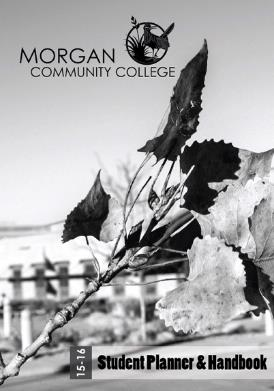 MORGAN
COMMUNITY COLLEGE
15-16
Student Planner & Handbook